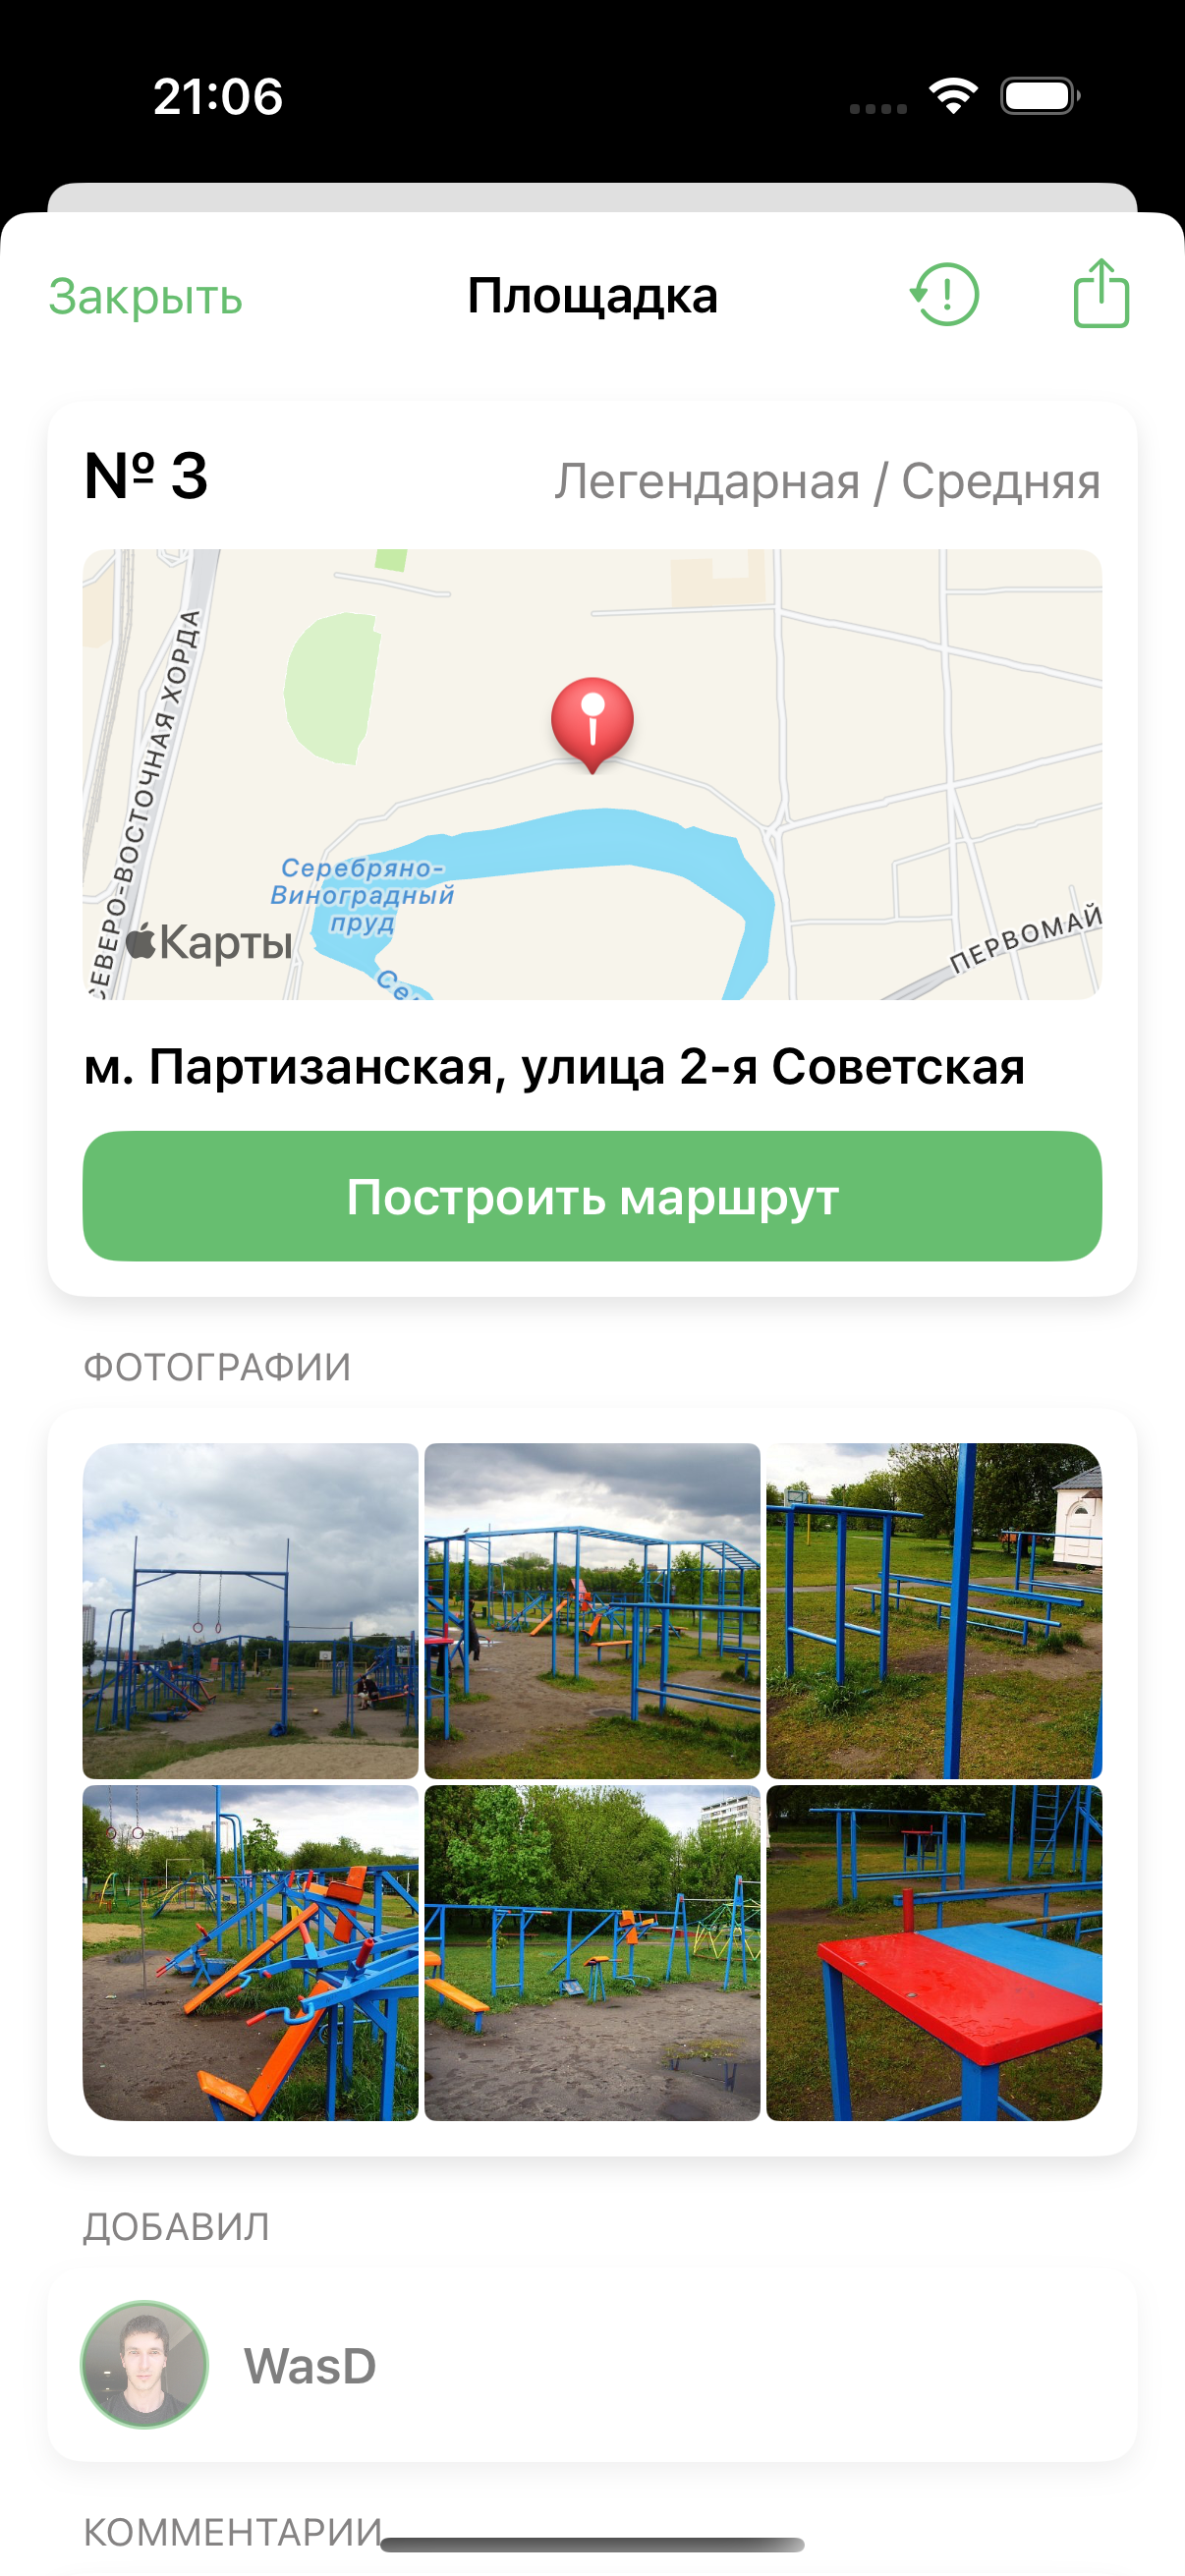 21:06
Закрыть
Площадка
№ 3
Легендарная / Средняя
СЕВЕРО-ВОСТОЧНАЯ ХОРДА
Серебряно-
Виноградный
пруд
Карты
Сер
ПЕРВОМАЙ
м. Партизанская, улица 2-я Советская
Построить маршрут
ФОТОГРАФИИ
ДОБАВИЛ
WasD
КОММЕНТАРИИ